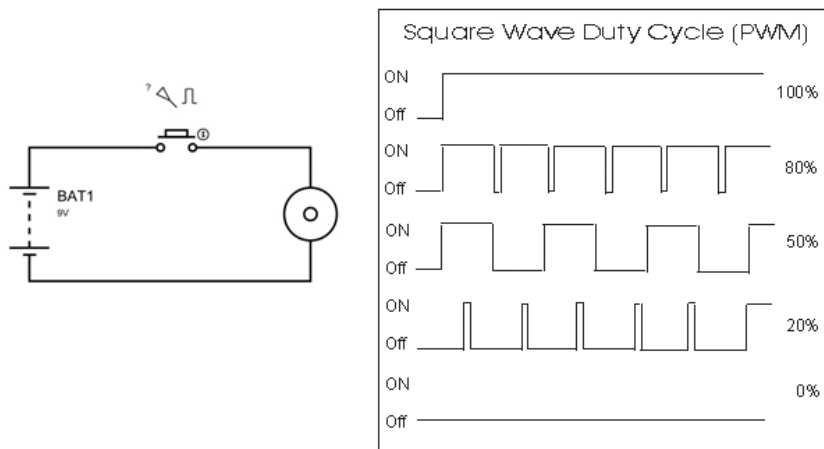 ?
BAT1
9V
Square Wave Duty Cycle (PWM)
ON
Off
100%
ON
Off
80%
ON
Off
50%
ON
Off
20%
ON
Off
0%